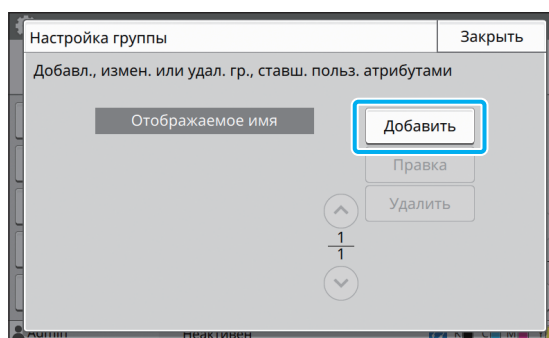 Настройка группы
Закрыть
Добавл., измен. или удал. гр., ставш. польз. атрибутами
Отображаемое имя
Добавить
Правка
Удалить
1
1
Admin
Неактивен
K
C
M
Y